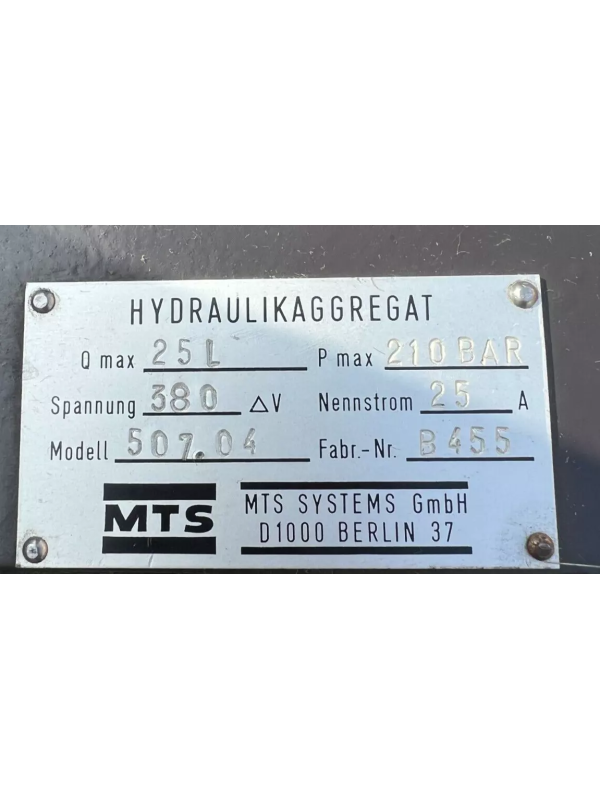 HYDRAULIKAGGREGAT
Q max 25L P max 210 BAR
Spannung 380 △V Nennstrom 25 A
Modell 507.04 Fabr.-Nr. B455
MTS
MTS SYSTEMS GmbH
D1000 BERLIN 37